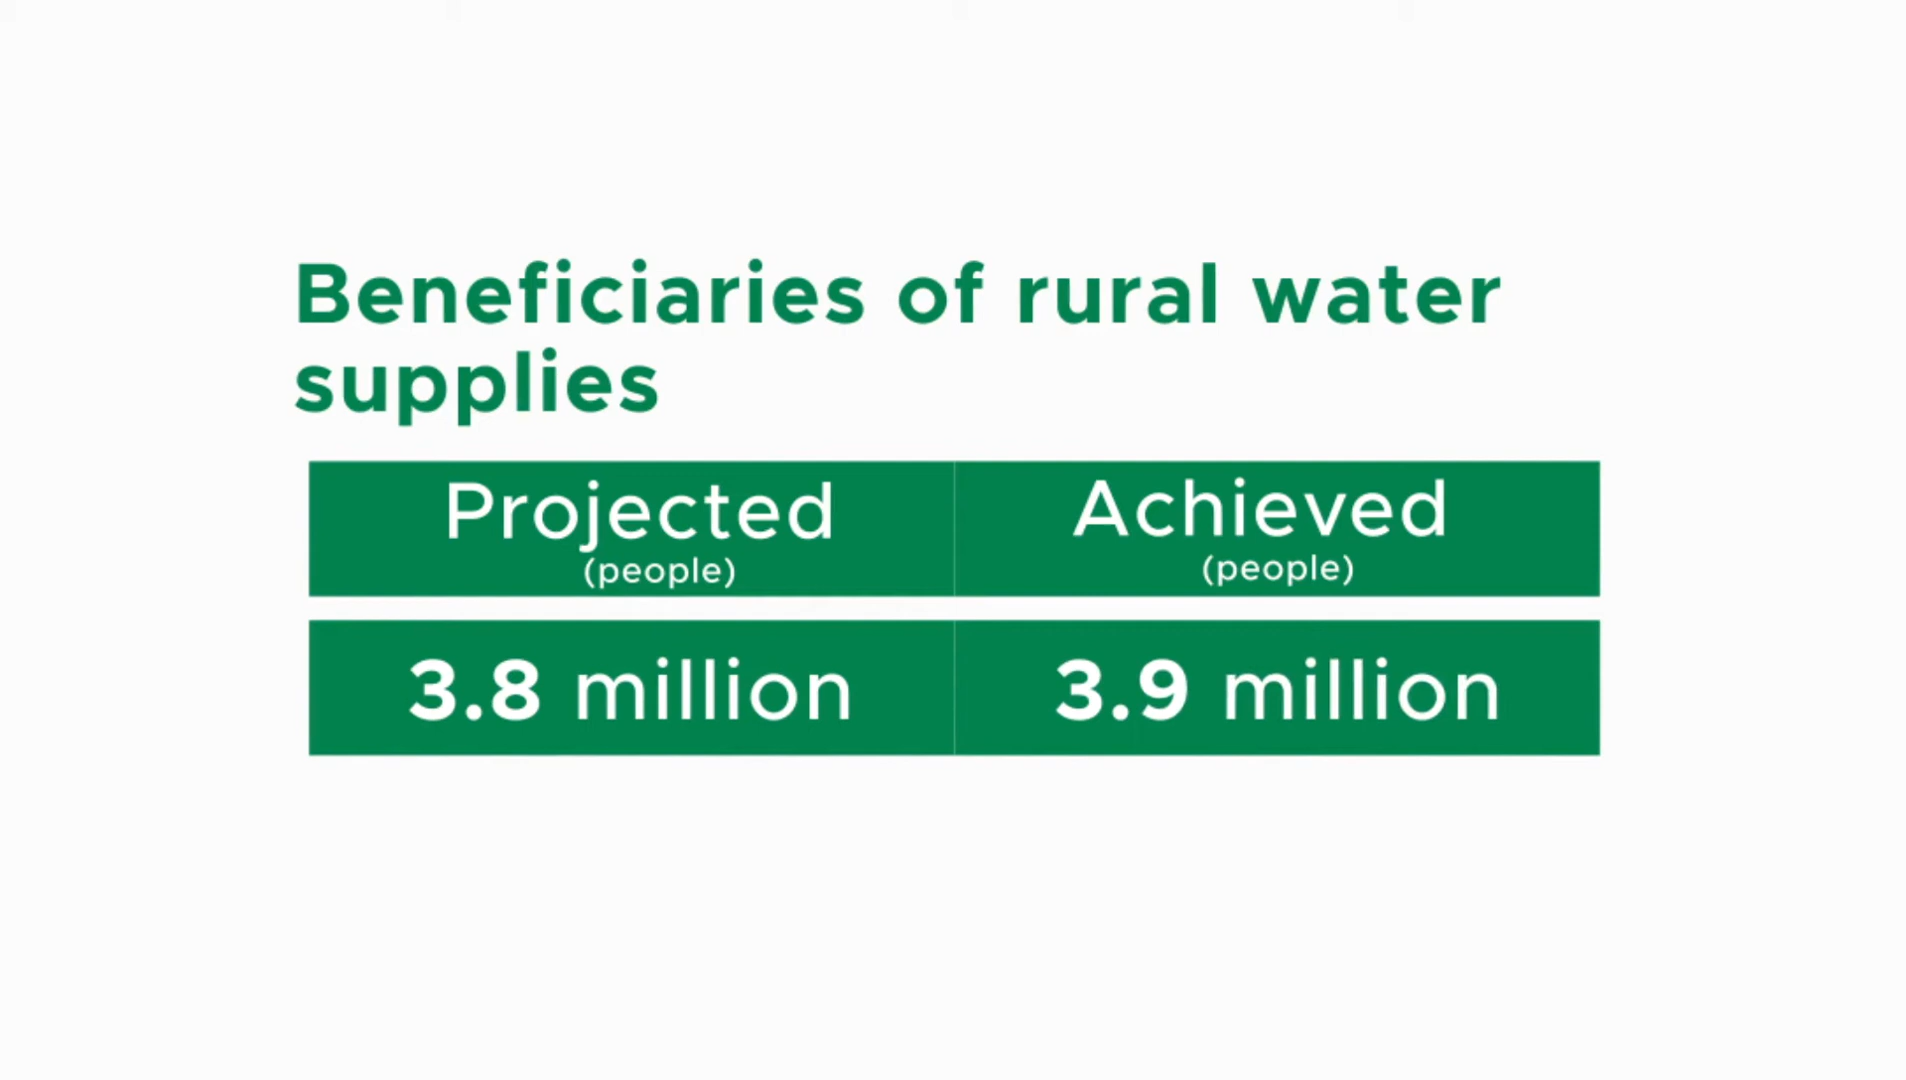 Beneficiaries of rural water
supplies
Projected Achieved
(people) (people)
3.8 million 3.9 million